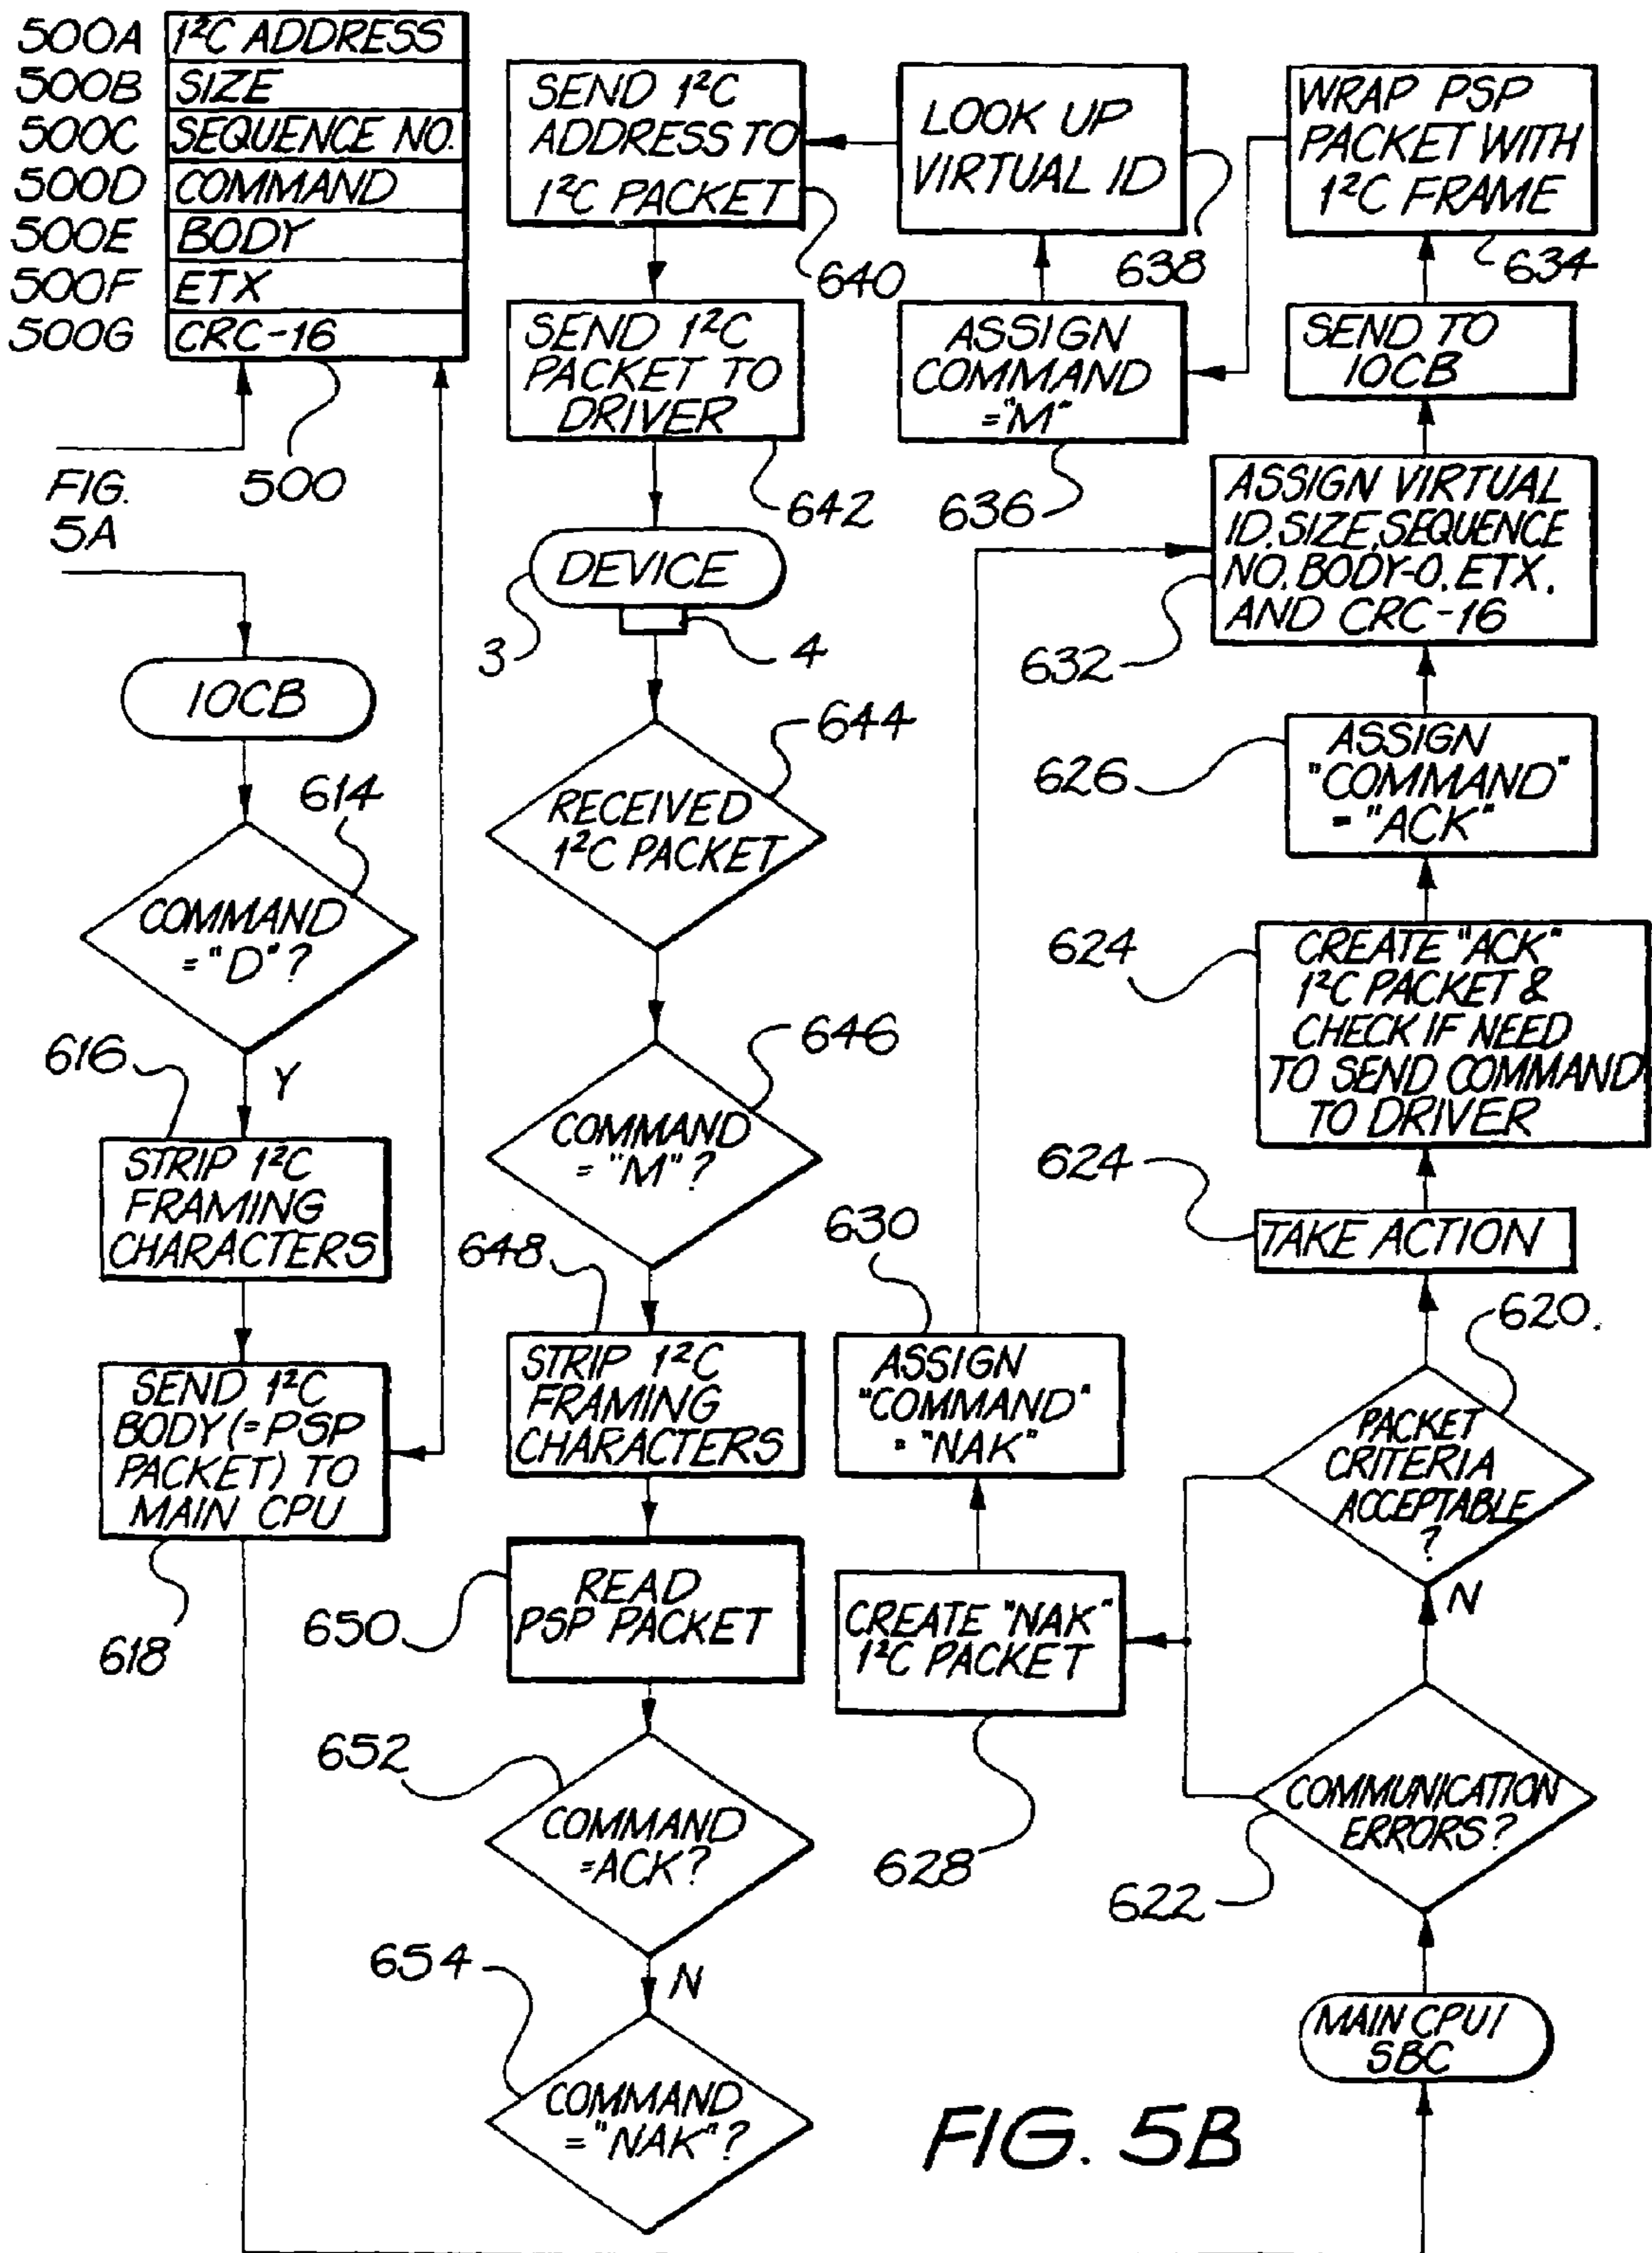 500A I²C ADDRESS
500B SIZE
500C SEQUENCE NO.
500D COMMAND
500E BODY
500F ETX
500G CRC-16
500
FIG.
5A
IOCB
614
COMMAND
="D"?
Y
616
STRIP I²C
FRAMING
CHARACTERS
SEND I²C
BODY (=PSP
PACKET) TO
MAIN CPU
618
SEND I²C
ADDRESS TO
I²C PACKET
640
SEND I²C
PACKET TO
DRIVER
642
DEVICE
3
4
644
RECEIVED
I²C PACKET
646
COMMAND
="M"?
648
STRIP I²C
FRAMING
CHARACTERS
650
READ
PSP PACKET
652
COMMAND
=ACK?
N
654
COMMAND
="NAK"?
LOOK UP
VIRTUAL ID
638
ASSIGN
COMMAND
="M"
636
630
ASSIGN
"COMMAND"
= "NAK"
CREATE "NAK"
I²C PACKET
628
WRAP PSP
PACKET WITH
I²C FRAME
634
SEND TO
IOCB
ASSIGN VIRTUAL
ID, SIZE, SEQUENCE
NO, BODY-0, ETX,
AND CRC-16
632
ASSIGN
"COMMAND"
= "ACK"
626
CREATE "ACK"
I²C PACKET &
CHECK IF NEED
TO SEND COMMAND
TO DRIVER
624
TAKE ACTION
624
620.
PACKET
CRITERIA
ACCEPTABLE
?
N
COMMUNICATION
ERRORS?
622
MAIN CPU/
SBC
FIG. 5B